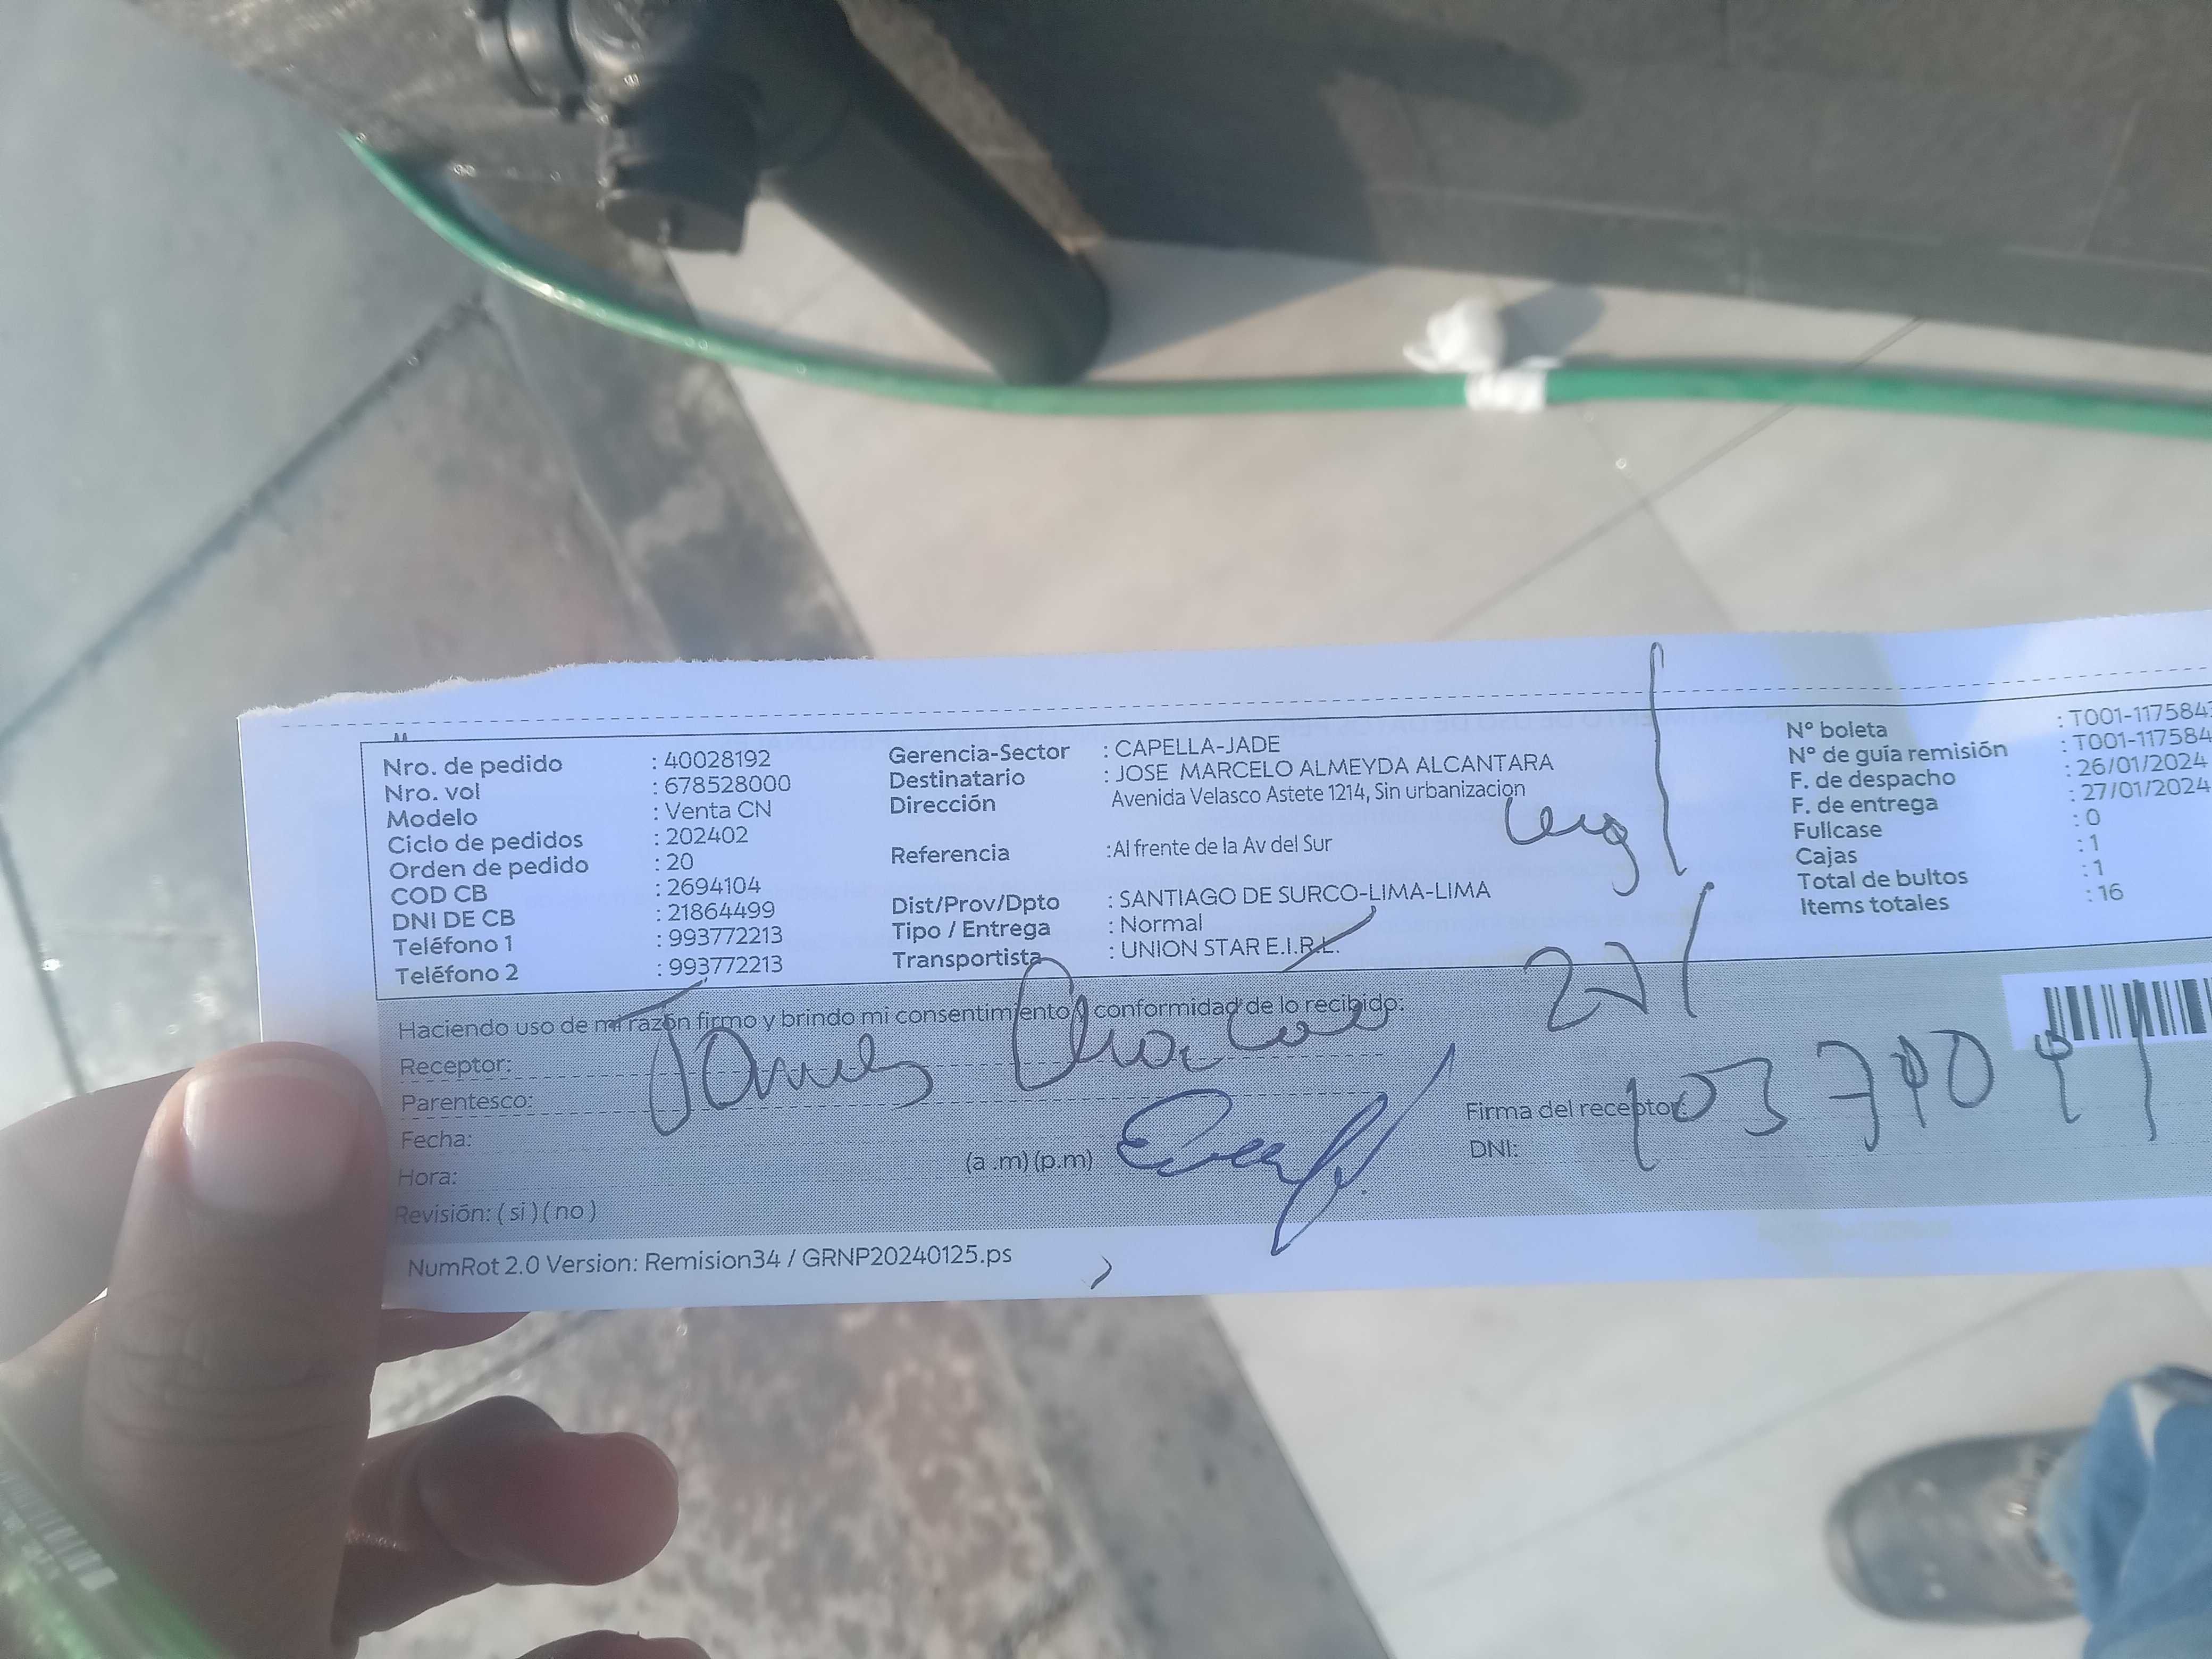 Nro. de pedido : 40028192
Nro. vol : 678528000
Modelo : Venta CN
Ciclo de pedidos : 202402
Orden de pedido : 20
COD CB : 2694104
DNI DE CB : 21864499
Teléfono 1 : 993772213
Teléfono 2 : 993772213
Gerencia-Sector : CAPELLA-JADE
Destinatario : JOSE MARCELO ALMEYDA ALCANTARA
Dirección Avenida Velasco Astete 1214, Sin urbanizacion
Referencia :Al frente de la Av del Sur
Dist/Prov/Dpto : SANTIAGO DE SURCO-LIMA-LIMA
Tipo / Entrega : Normal
Transportista : UNION STAR E.I.R.L.
N° boleta : T001-117584
N° de guía remisión : T001-117584
F. de despacho : 26/01/2024
F. de entrega : 27/01/2024
Fullcase : 0
Cajas : 1
Total de bultos : 1
Items totales : 16
Haciendo uso de mi razón firmo y brindo mi consentimiento y conformidad de lo recibido:
Receptor:
Parentesco:
Fecha:
Hora: (a .m) (p.m)
Revisión: ( si ) ( no )
Firma del receptor:
DNI:
NumRot 2.0 Version: Remision34 / GRNP20240125.ps